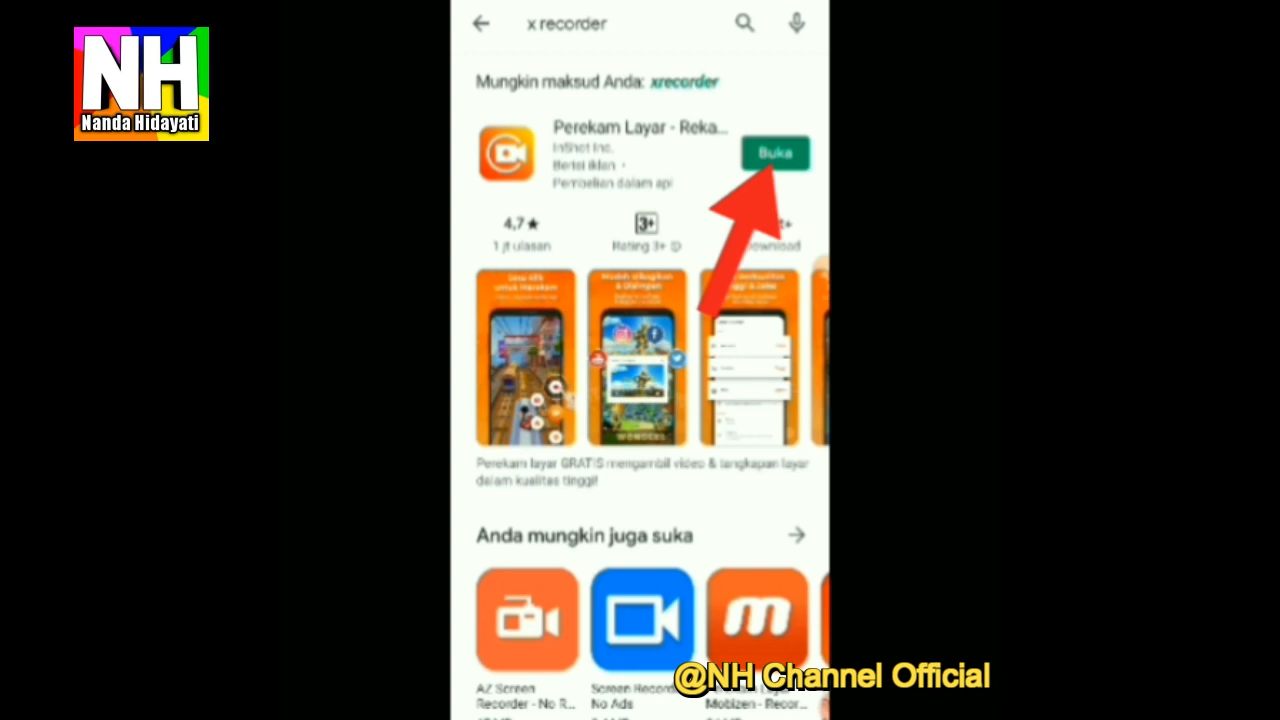 NH
Nanda Hidayati
x recorder
Mungkin maksud Anda: xrecorder
Perekam Layar - Reka...
InShot Inc.
Berisi iklan •
Pembelian dalam apl
Buka
4,7★
1 jt ulasan
3+
Rating 3+
Perekam layar GRATIS mengambil video & tangkapan layar
dalam kualitas tinggi!
Anda mungkin juga suka
AZ Screen
Recorder - No R...
No Ads
Mobizen - Recor...
@NH Channel Official